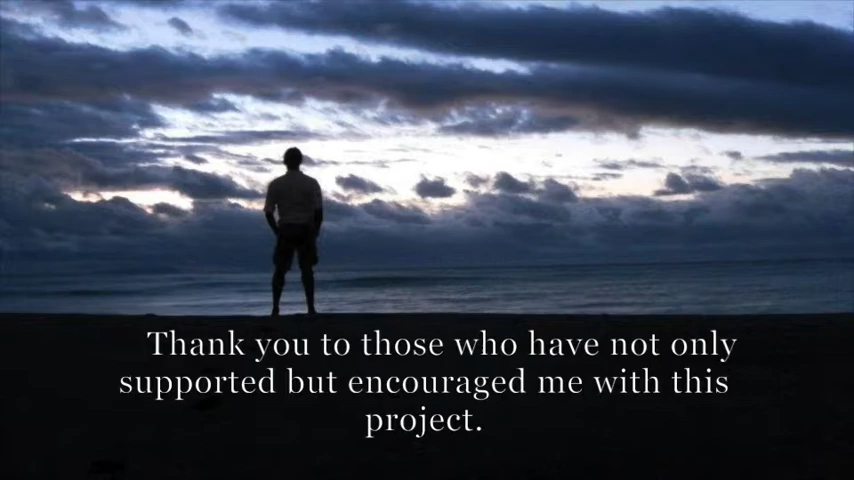 Thank you to those who have not only
supported but encouraged me with this
project.